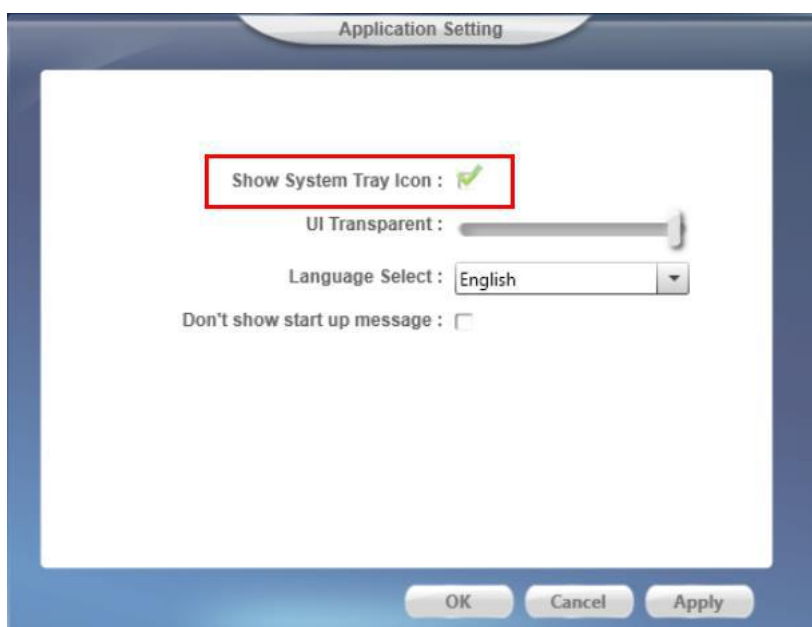 Application Setting
Show System Tray Icon :
UI Transparent :
Language Select : English
Don't show start up message :
OK Cancel Apply